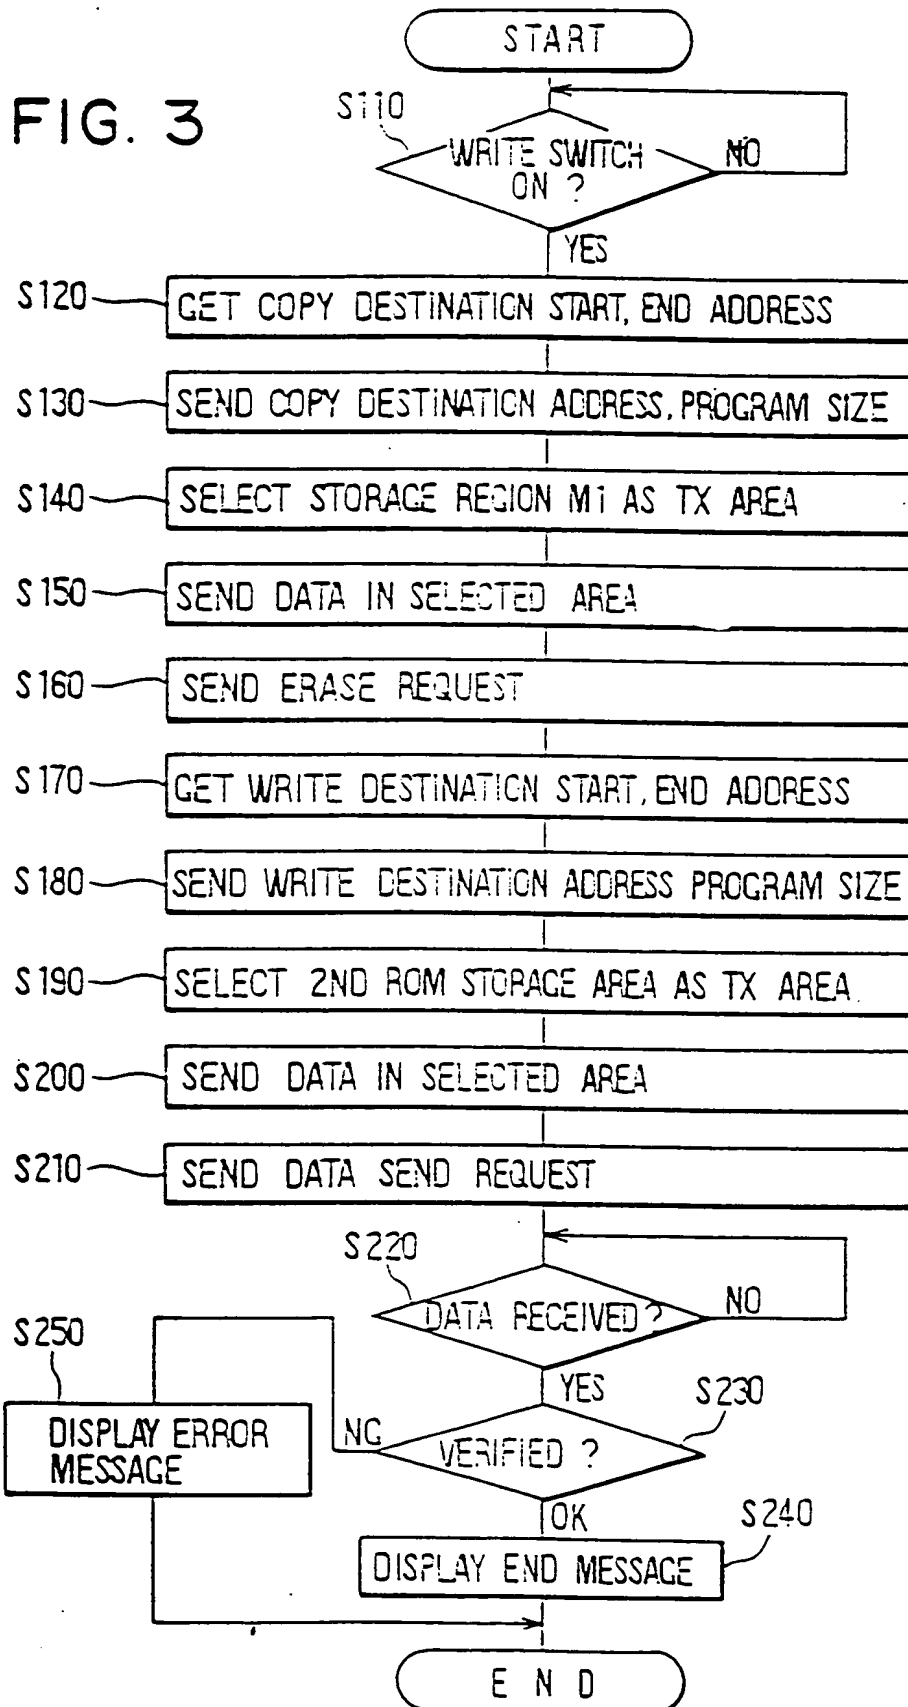 START
FIG. 3
S110
WRITE SWITCH
ON ?
NO
YES
S120
GET COPY DESTINATION START, END ADDRESS
S130
SEND COPY DESTINATION ADDRESS, PROGRAM SIZE
S140
SELECT STORAGE REGION M1 AS TX AREA
S150
SEND DATA IN SELECTED AREA
S160
SEND ERASE REQUEST
S170
GET WRITE DESTINATION START, END ADDRESS
S180
SEND WRITE DESTINATION ADDRESS PROGRAM SIZE
S190
SELECT 2ND ROM STORAGE AREA AS TX AREA
S200
SEND DATA IN SELECTED AREA
S210
SEND DATA SEND REQUEST
S220
DATA RECEIVED ?
NO
YES
S250
S230
DISPLAY ERROR
MESSAGE
NG
VERIFIED ?
OK
S240
DISPLAY END MESSAGE
END